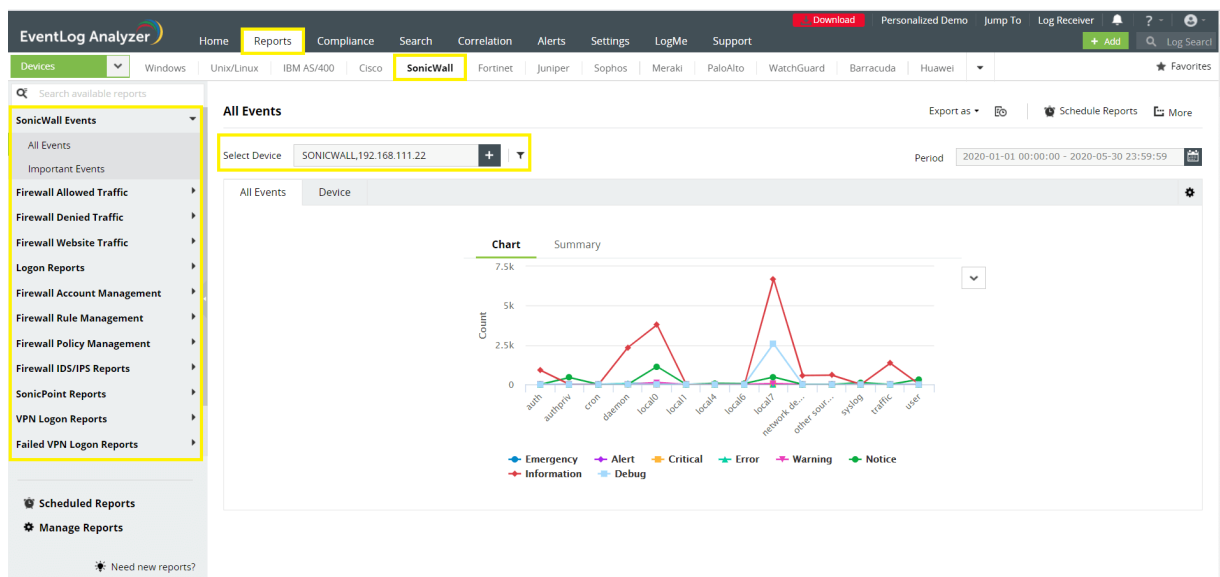 EventLog Analyzer
Download Personalized Demo Jump To Log Receiver ?
Home Reports Compliance Search Correlation Alerts Settings LogMe Support
+ Add Log Searcl
Devices Windows Unix/Linux IBM AS/400 Cisco SonicWall Fortinet Juniper Sophos Meraki PaloAlto WatchGuard Barracuda Huawei Favorites
Search available reports
SonicWall Events
All Events
Important Events
Firewall Allowed Traffic
Firewall Denied Traffic
Firewall Website Traffic
Logon Reports
Firewall Account Management
Firewall Rule Management
Firewall Policy Management
Firewall IDS/IPS Reports
SonicPoint Reports
VPN Logon Reports
Failed VPN Logon Reports
Scheduled Reports
Manage Reports
Need new reports?
All Events
Export as Schedule Reports More
Select Device SONICWALL,192.168.111.22 +
Period 2020-01-01 00:00:00 - 2020-05-30 23:59:59
All Events Device
Chart Summary
Count
7.5k
5k
2.5k
0
auth authpriv cron daemon local0 local1 local4 local6 local7 network de... other sour... syslog traffic user
Emergency Alert Critical Error Warning Notice
Information Debug